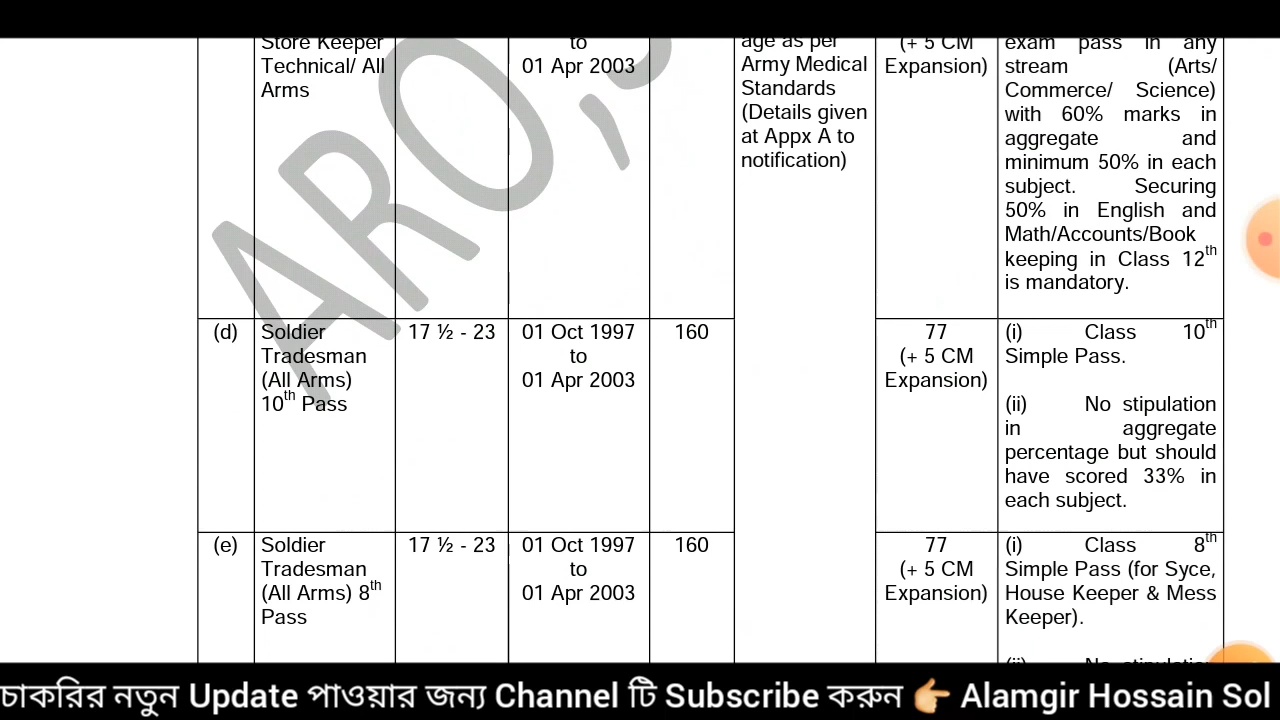 Store Keeper
Technical/ All
Arms
to
01 Apr 2003
age as per
Army Medical
Standards
(Details given
at Appx A to
notification)
(+ 5 CM
Expansion)
exam pass in any
stream (Arts/
Commerce/ Science)
with 60% marks in
aggregate and
minimum 50% in each
subject. Securing
50% in English and
Math/Accounts/Book
keeping in Class 12th
is mandatory.
ARO,
(d)
Soldier
Tradesman
(All Arms)
10th Pass
17 ½ - 23
01 Oct 1997
to
01 Apr 2003
160
77
(+ 5 CM
Expansion)
(i) Class 10th
Simple Pass.
(ii) No stipulation
in aggregate
percentage but should
have scored 33% in
each subject.
(e)
Soldier
Tradesman
(All Arms) 8th
Pass
17 ½ - 23
01 Oct 1997
to
01 Apr 2003
160
77
(+ 5 CM
Expansion)
(i) Class 8th
Simple Pass (for Syce,
House Keeper & Mess
Keeper).
(ii) No stipulation
চাকরির নতুন Update পাওয়ার জন্য Channel টি Subscribe করুন 👉 Alamgir Hossain Sol